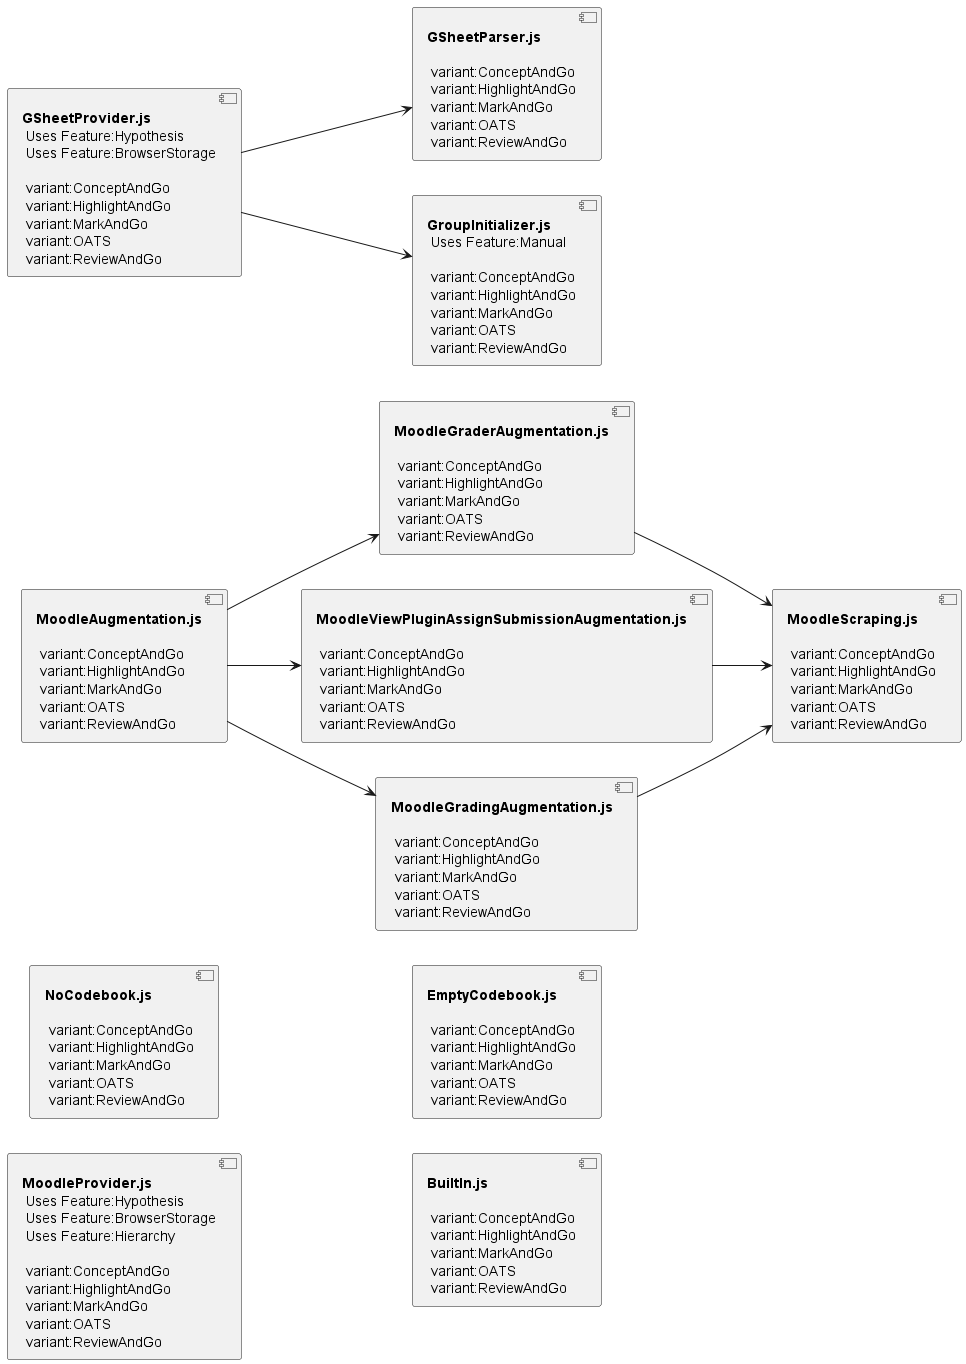 GSheetParser.js
variant:ConceptAndGo
variant:HighlightAndGo
variant:MarkAndGo
variant:OATS
variant:ReviewAndGo
GSheetProvider.js
Uses Feature:Hypothesis
Uses Feature:BrowserStorage
variant:ConceptAndGo
variant:HighlightAndGo
variant:MarkAndGo
variant:OATS
variant:ReviewAndGo
GroupInitializer.js
Uses Feature:Manual
variant:ConceptAndGo
variant:HighlightAndGo
variant:MarkAndGo
variant:OATS
variant:ReviewAndGo
MoodleGraderAugmentation.js
variant:ConceptAndGo
variant:HighlightAndGo
variant:MarkAndGo
variant:OATS
variant:ReviewAndGo
MoodleAugmentation.js
variant:ConceptAndGo
variant:HighlightAndGo
variant:MarkAndGo
variant:OATS
variant:ReviewAndGo
MoodleViewPluginAssignSubmissionAugmentation.js
variant:ConceptAndGo
variant:HighlightAndGo
variant:MarkAndGo
variant:OATS
variant:ReviewAndGo
MoodleScraping.js
variant:ConceptAndGo
variant:HighlightAndGo
variant:MarkAndGo
variant:OATS
variant:ReviewAndGo
MoodleGradingAugmentation.js
variant:ConceptAndGo
variant:HighlightAndGo
variant:MarkAndGo
variant:OATS
variant:ReviewAndGo
NoCodebook.js
variant:ConceptAndGo
variant:HighlightAndGo
variant:MarkAndGo
variant:OATS
variant:ReviewAndGo
EmptyCodebook.js
variant:ConceptAndGo
variant:HighlightAndGo
variant:MarkAndGo
variant:OATS
variant:ReviewAndGo
MoodleProvider.js
Uses Feature:Hypothesis
Uses Feature:BrowserStorage
Uses Feature:Hierarchy
variant:ConceptAndGo
variant:HighlightAndGo
variant:MarkAndGo
variant:OATS
variant:ReviewAndGo
BuiltIn.js
variant:ConceptAndGo
variant:HighlightAndGo
variant:MarkAndGo
variant:OATS
variant:ReviewAndGo